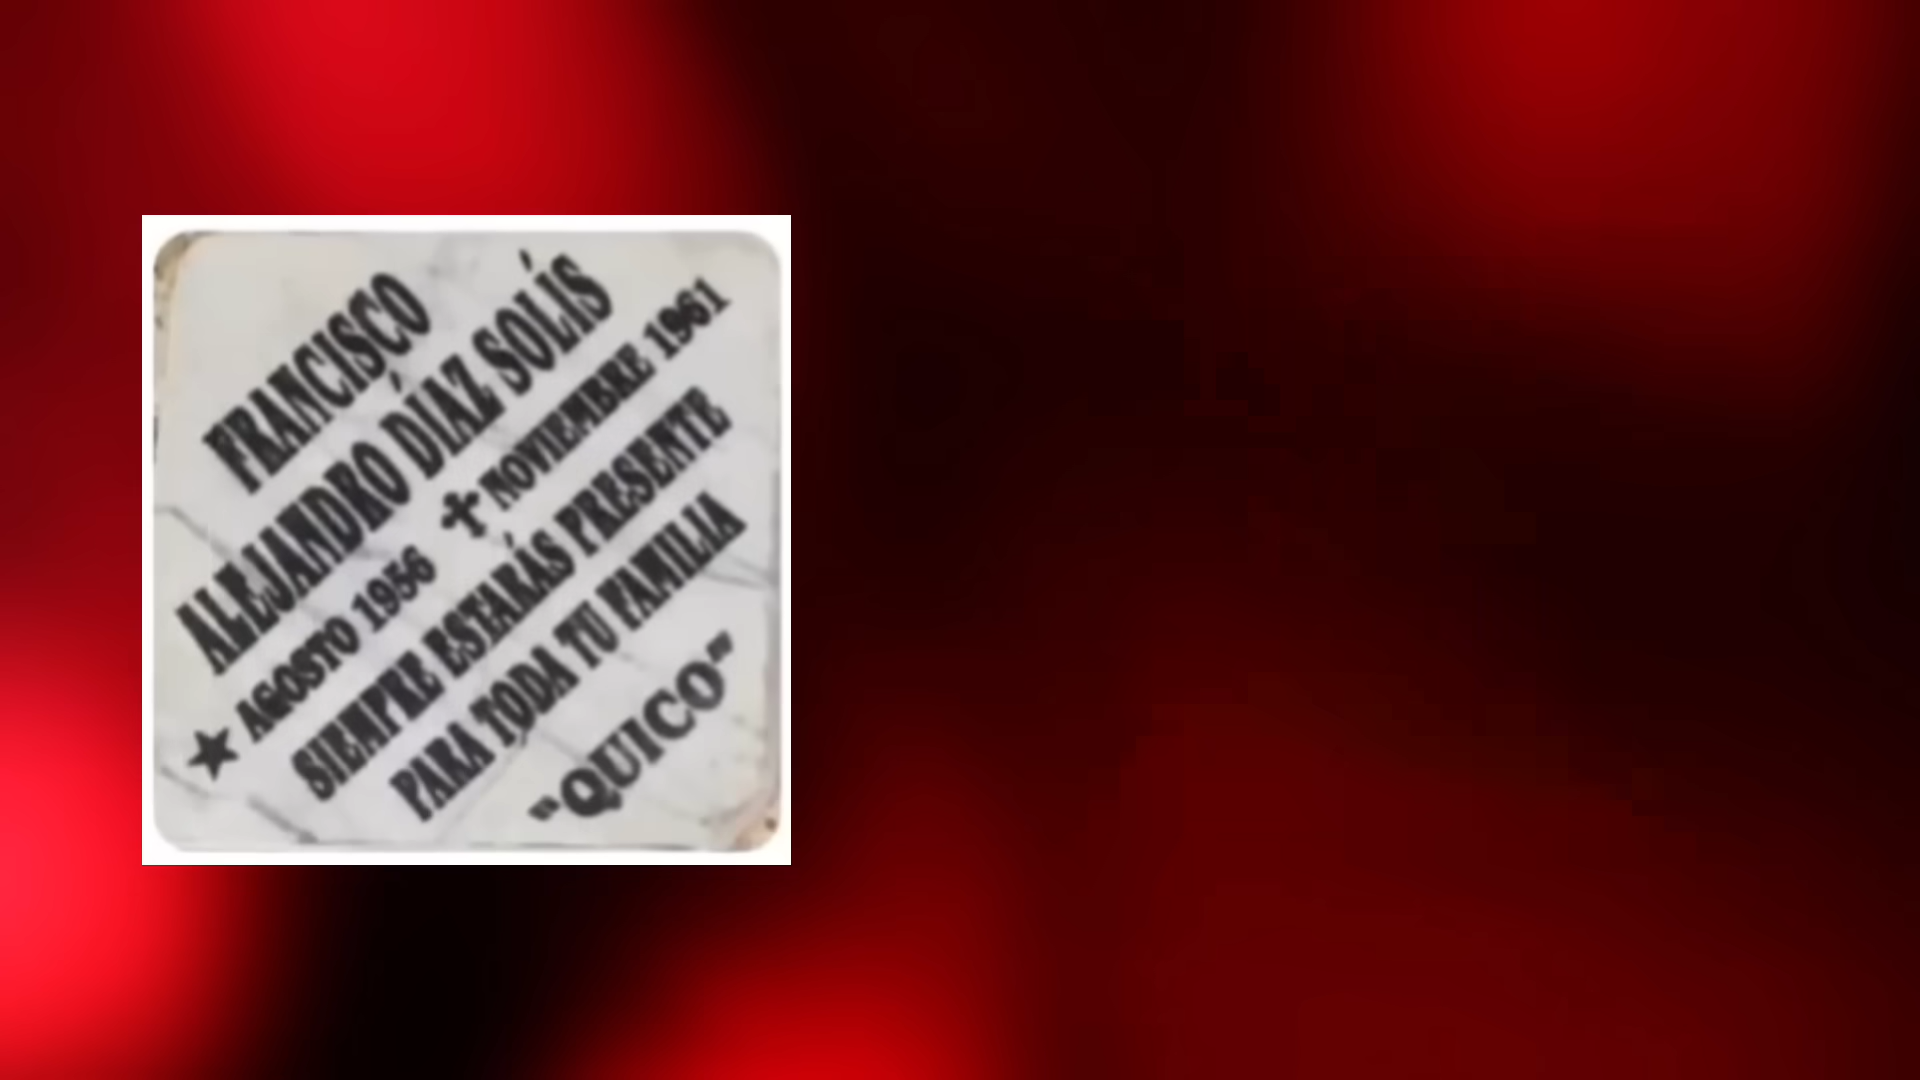 FRANCISCO
ALEJANDRO DÍAZ SOLÍS
★ AGOSTO 1956 ✝ NOVIEMBRE 1961
SIEMPRE ESTARÁS PRESENTE
PARA TODA TU FAMILIA
"QUICO"